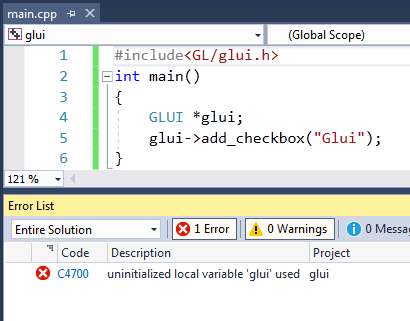 main.cpp
glui
(Global Scope)
1 #include<GL/glui.h>
2 int main()
3 {
4 GLUI *glui;
5 glui->add_checkbox("Glui");
6 }
121 %
Error List
Entire Solution 1 Error 0 Warnings 0 Messa
Code Description Project
C4700 uninitialized local variable 'glui' used glui